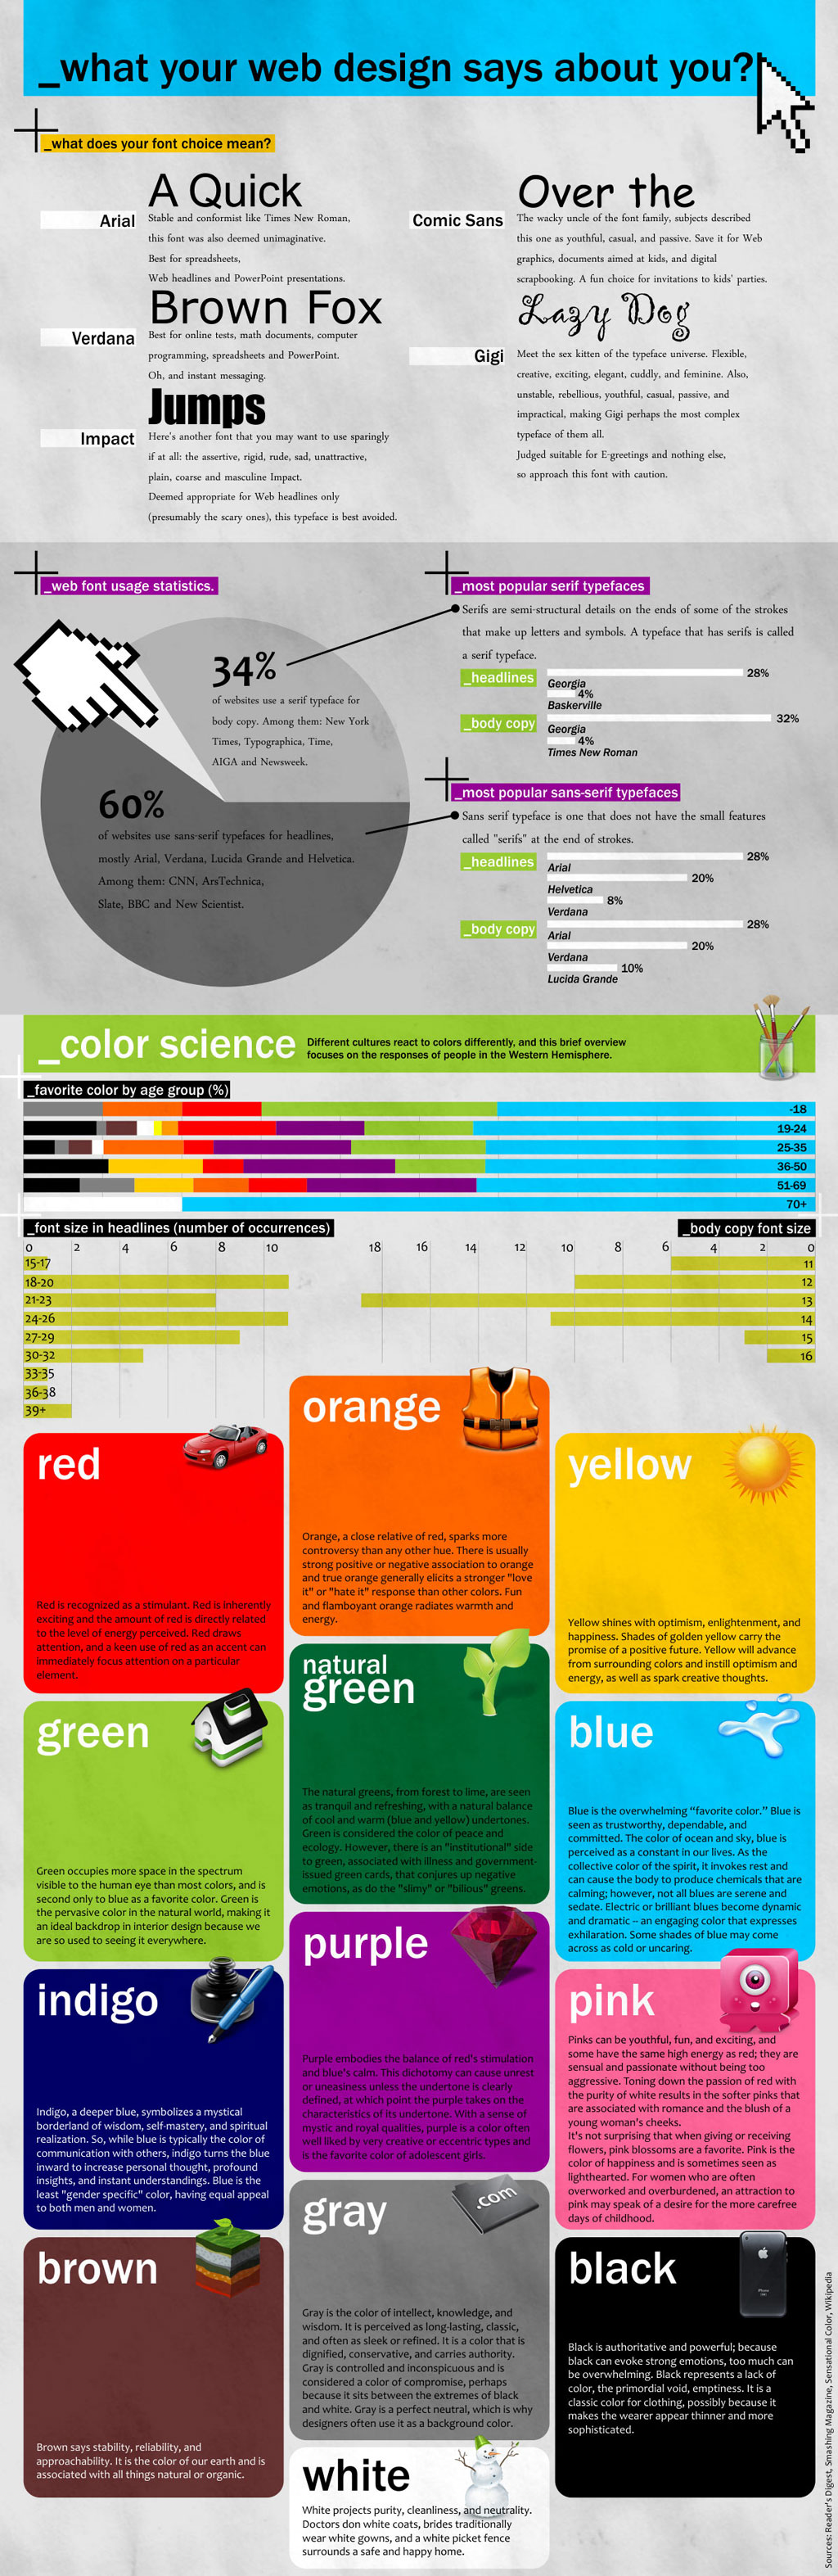 _what your web design says about you?
_what does your font choice mean?
A Quick
Arial
Stable and conformist like Times New Roman,
this font was also deemed unimaginative.
Best for spreadsheets,
Web headlines and PowerPoint presentations.
Brown Fox
Verdana
Best for online tests, math documents, computer
programming, spreadsheets and PowerPoint.
Oh, and instant messaging.
Jumps
Impact
Here's another font that you may want to use sparingly
if at all: the assertive, rigid, rude, sad, unattractive,
plain, coarse and masculine Impact.
Deemed appropriate for Web headlines only
(presumably the scary ones), this typeface is best avoided.
Over the
Comic Sans
The wacky uncle of the font family, subjects described
this one as youthful, casual, and passive. Save it for Web
graphics, documents aimed at kids, and digital
scrapbooking. A fun choice for invitations to kids' parties.
Lazy Dog
Gigi
Meet the sex kitten of the typeface universe. Flexible,
creative, exciting, elegant, cuddly, and feminine. Also,
unstable, rebellious, youthful, casual, passive, and
impractical, making Gigi perhaps the most complex
typeface of them all.
Judged suitable for E-greetings and nothing else,
so approach this font with caution.
_web font usage statistics.
34%
of websites use a serif typeface for
body copy. Among them: New York
Times, Typographica, Time,
AIGA and Newsweek.
60%
of websites use sans-serif typefaces for headlines,
mostly Arial, Verdana, Lucida Grande and Helvetica.
Among them: CNN, ArsTechnica,
Slate, BBC and New Scientist.
_most popular serif typefaces
Serifs are semi-structural details on the ends of some of the strokes
that make up letters and symbols. A typeface that has serifs is called
a serif typeface.
_headlines
28%
Georgia
4%
Baskerville
_body copy
32%
Georgia
4%
Times New Roman
_most popular sans-serif typefaces
Sans serif typeface is one that does not have the small features
called "serifs" at the end of strokes.
_headlines
28%
Arial
20%
Helvetica
8%
Verdana
_body copy
28%
Arial
20%
Verdana
10%
Lucida Grande
_color science
Different cultures react to colors differently, and this brief overview
focuses on the responses of people in the Western Hemisphere.
_favorite color by age group (%)
-18
19-24
25-35
36-50
51-69
70+
_font size in headlines (number of occurrences)
0 2 4 6 8 10
15-17
18-20
21-23
24-26
27-29
30-32
33-35
36-38
39+
_body copy font size
18 16 14 12 10 8 6 4 2 0
11
12
13
14
15
16
red
Red is recognized as a stimulant. Red is inherently
exciting and the amount of red is directly related
to the level of energy perceived. Red draws
attention, and a keen use of red as an accent can
immediately focus attention on a particular
element.
orange
Orange, a close relative of red, sparks more
controversy than any other hue. There is usually
strong positive or negative association to orange
and true orange generally elicits a stronger "love
it" or "hate it" response than other colors. Fun
and flamboyant orange radiates warmth and
energy.
yellow
Yellow shines with optimism, enlightenment, and
happiness. Shades of golden yellow carry the
promise of a positive future. Yellow will advance
from surrounding colors and instill optimism and
energy, as well as spark creative thoughts.
green
Green occupies more space in the spectrum
visible to the human eye than most colors, and is
second only to blue as a favorite color. Green is
the pervasive color in the natural world, making it
an ideal backdrop in interior design because we
are so used to seeing it everywhere.
natural
green
The natural greens, from forest to lime, are seen
as tranquil and refreshing, with a natural balance
of cool and warm (blue and yellow) undertones.
Green is considered the color of peace and
ecology. However, there is an "institutional" side
to green, associated with illness and government-
issued green cards, that conjures up negative
emotions, as do the "slimy" or "bilious" greens.
blue
Blue is the overwhelming “favorite color.” Blue is
seen as trustworthy, dependable, and
committed. The color of ocean and sky, blue is
perceived as a constant in our lives. As the
collective color of the spirit, it invokes rest and
can cause the body to produce chemicals that are
calming; however, not all blues are serene and
sedate. Electric or brilliant blues become dynamic
and dramatic – an engaging color that expresses
exhilaration. Some shades of blue may come
across as cold or uncaring.
indigo
Indigo, a deeper blue, symbolizes a mystical
borderland of wisdom, self-mastery, and spiritual
realization. So, while blue is typically the color of
communication with others, indigo turns the blue
inward to increase personal thought, profound
insights, and instant understandings. Blue is the
least "gender specific" color, having equal appeal
to both men and women.
purple
Purple embodies the balance of red's stimulation
and blue's calm. This dichotomy can cause unrest
or uneasiness unless the undertone is clearly
defined, at which point the purple takes on the
characteristics of its undertone. With a sense of
mystic and royal qualities, purple is a color often
well liked by very creative or eccentric types and
is the favorite color of adolescent girls.
pink
Pinks can be youthful, fun, and exciting, and
some have the same high energy as red; they are
sensual and passionate without being too
aggressive. Toning down the passion of red with
the purity of white results in the softer pinks that
are associated with romance and the blush of a
young woman's cheeks.
It's not surprising that when giving or receiving
flowers, pink blossoms are a favorite. Pink is the
color of happiness and is sometimes seen as
lighthearted. For women who are often
overworked and overburdened, an attraction to
pink may speak of a desire for the more carefree
days of childhood.
brown
Brown says stability, reliability, and
approachability. It is the color of our earth and is
associated with all things natural or organic.
gray
.com
Gray is the color of intellect, knowledge, and
wisdom. It is perceived as long-lasting, classic,
and often as sleek or refined. It is a color that is
dignified, conservative, and carries authority.
Gray is controlled and inconspicuous and is
considered a color of compromise, perhaps
because it sits between the extremes of black
and white. Gray is a perfect neutral, which is why
designers often use it as a background color.
black
iPhone
Black is authoritative and powerful; because
black can evoke strong emotions, too much can
be overwhelming. Black represents a lack of
color, the primordial void, emptiness. It is a
classic color for clothing, possibly because it
makes the wearer appear thinner and more
sophisticated.
white
White projects purity, cleanliness, and neutrality.
Doctors don white coats, brides traditionally
wear white gowns, and a white picket fence
surrounds a safe and happy home.
Sources: Reader's Digest, Smashing Magazine, Sensational Color, Wikipedia